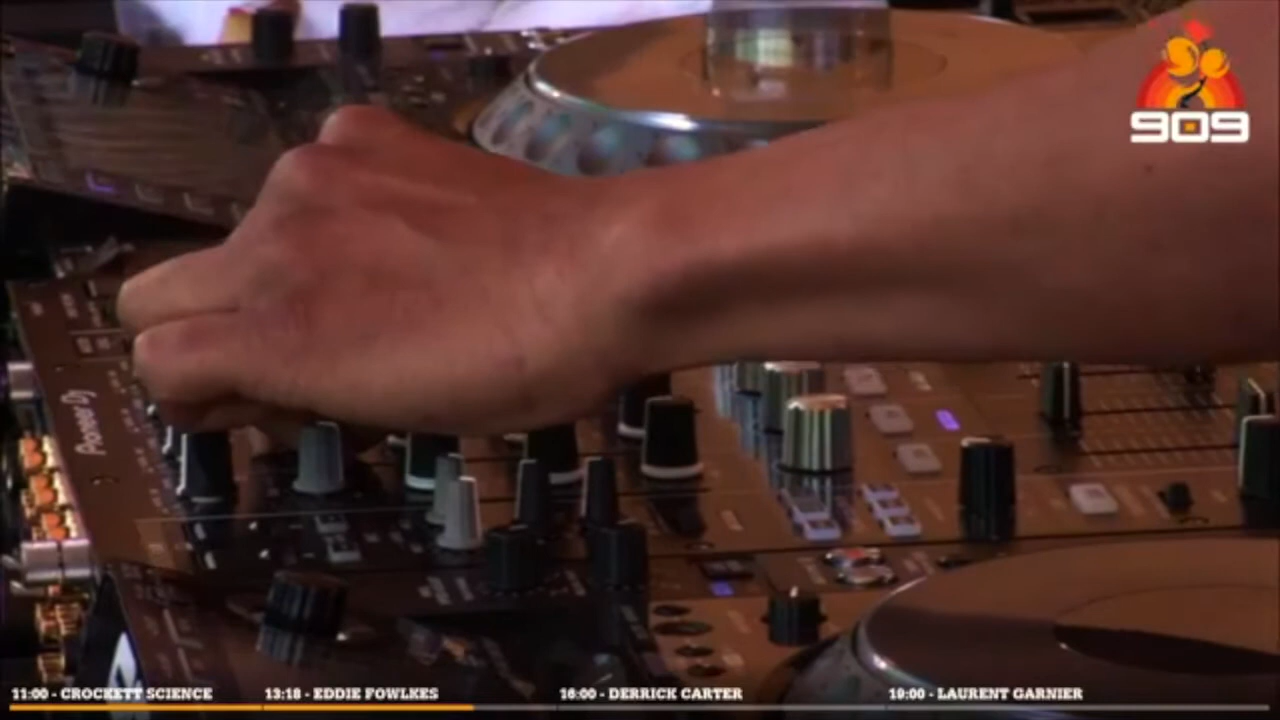 909
Pioneer Dj
11:00 - CROCKETT SCIENCE
13:18 - EDDIE FOWLKES
16:00 - DERRICK CARTER
19:00 - LAURENT GARNIER